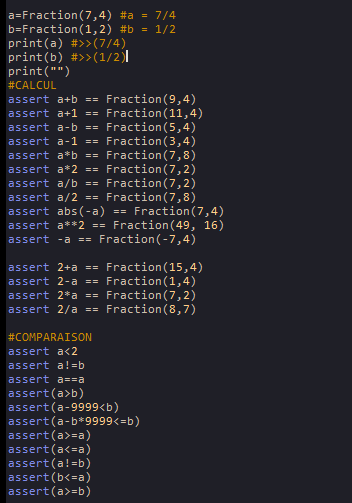 a=Fraction(7,4) #a = 7/4
b=Fraction(1,2) #b = 1/2
print(a) #>>(7/4)
print(b) #>>(1/2)
print("")
#CALCUL
assert a+b == Fraction(9,4)
assert a+1 == Fraction(11,4)
assert a-b == Fraction(5,4)
assert a-1 == Fraction(3,4)
assert a*b == Fraction(7,8)
assert a*2 == Fraction(7,2)
assert a/b == Fraction(7,2)
assert a/2 == Fraction(7,8)
assert abs(-a) == Fraction(7,4)
assert a**2 == Fraction(49, 16)
assert -a == Fraction(-7,4)
assert 2+a == Fraction(15,4)
assert 2-a == Fraction(1,4)
assert 2*a == Fraction(7,2)
assert 2/a == Fraction(8,7)
#COMPARAISON
assert a<2
assert a!=b
assert a==a
assert(a>b)
assert(a-9999<b)
assert(a-b*9999<=b)
assert(a>=a)
assert(a<=a)
assert(a!=b)
assert(b<=a)
assert(a>=b)